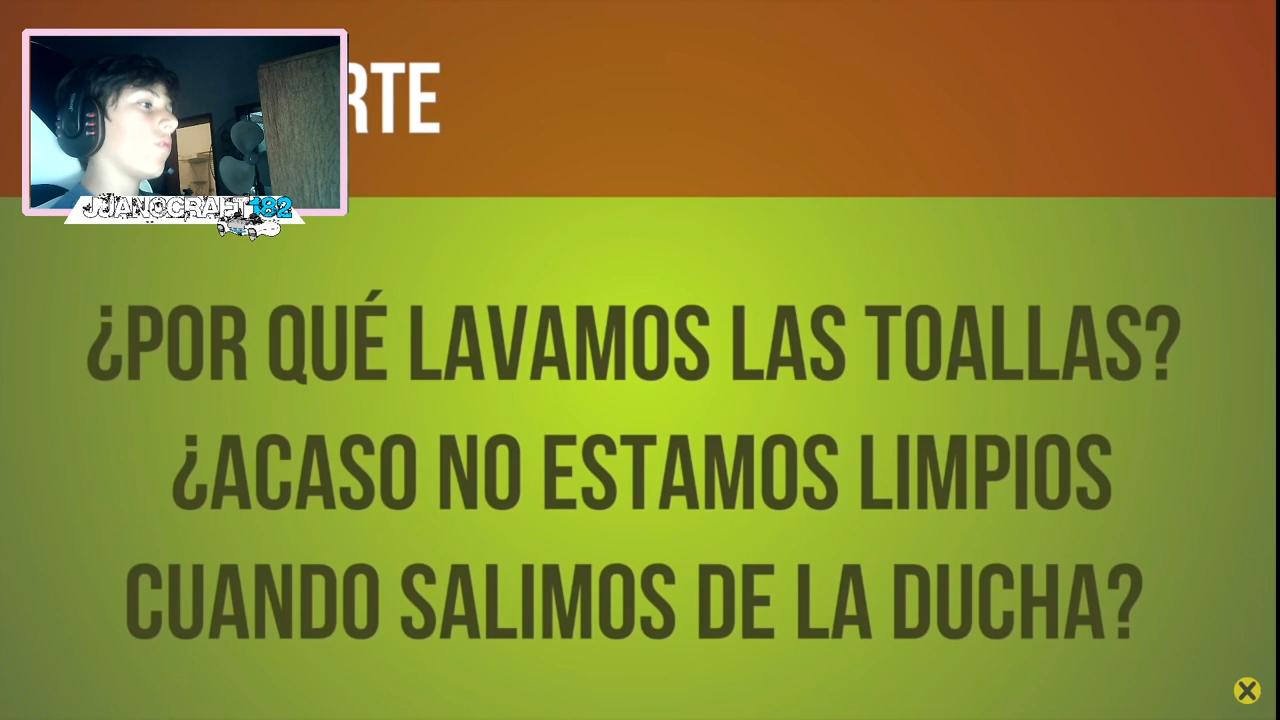 RTE
JJANOCRAFT182
¿POR QUÉ LAVAMOS LAS TOALLAS?
¿ACASO NO ESTAMOS LIMPIOS
CUANDO SALIMOS DE LA DUCHA?